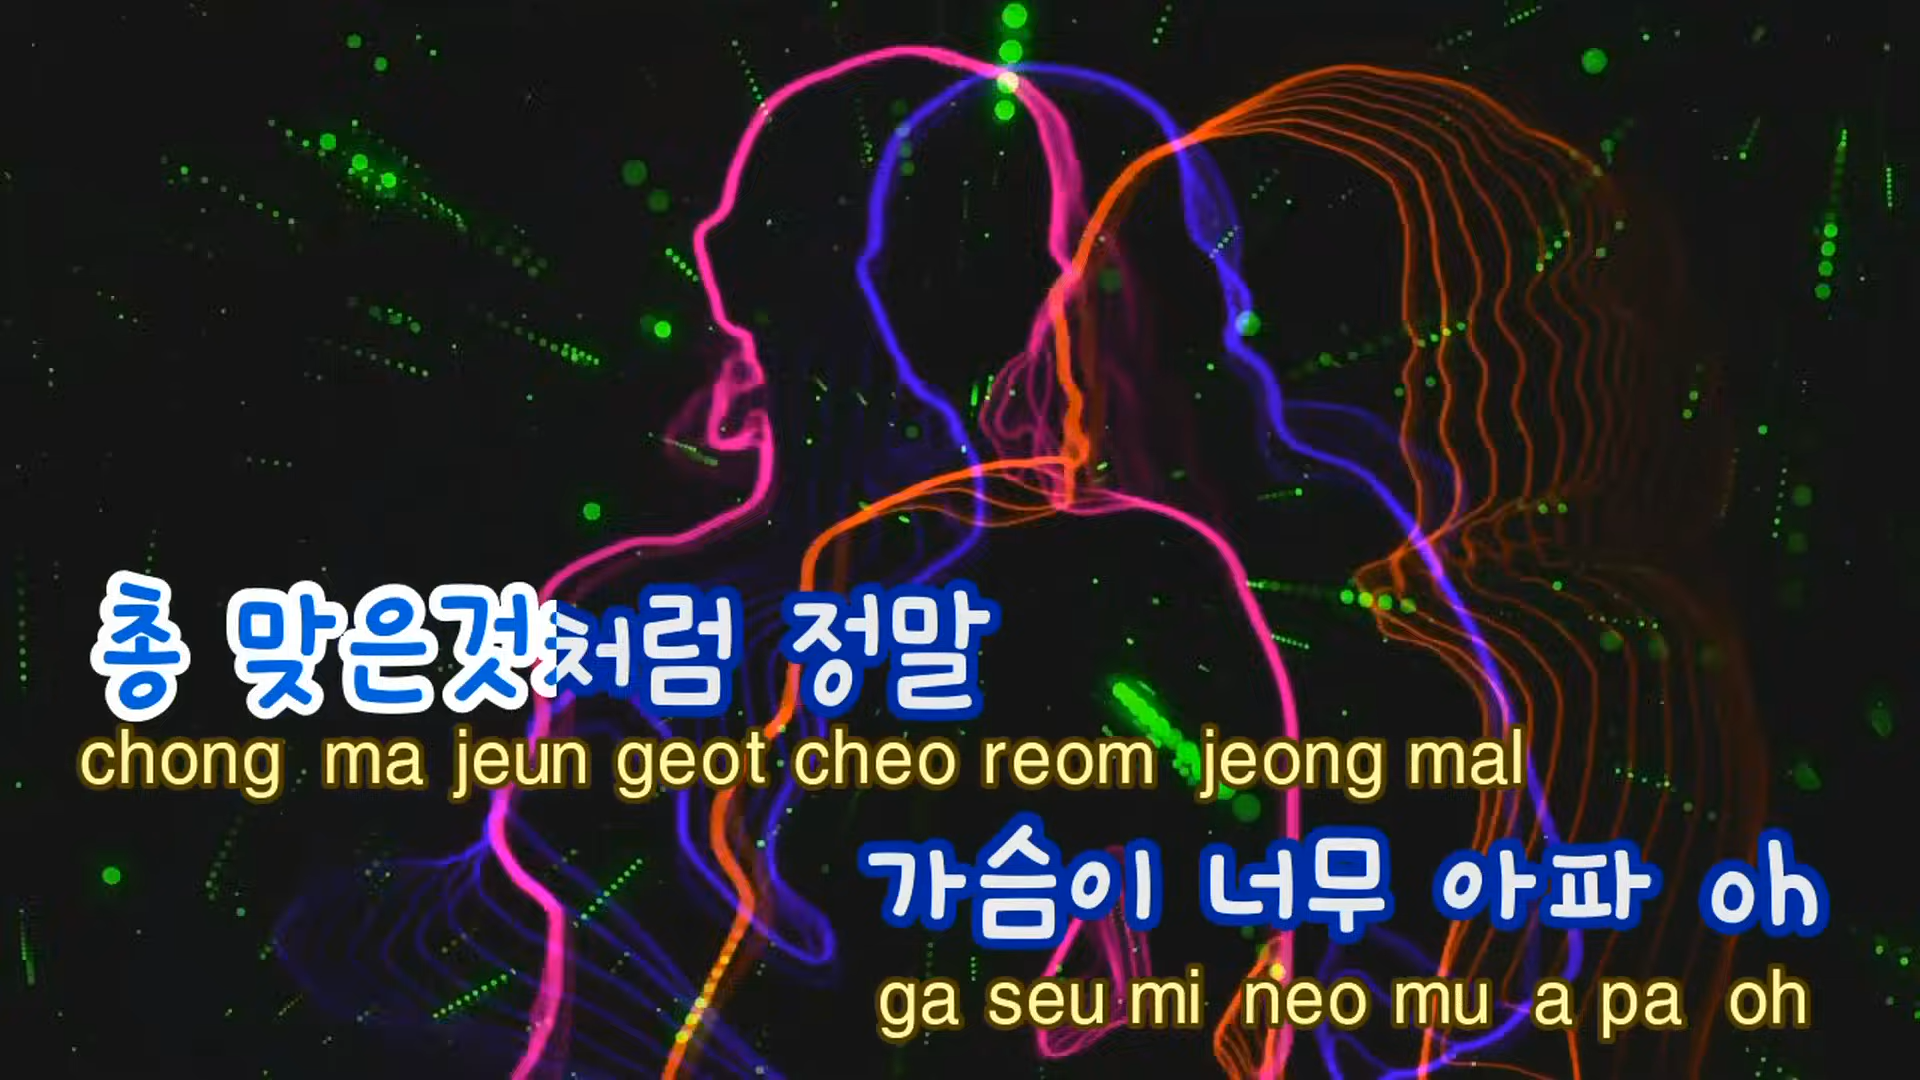 총 맞은것처럼 정말
chong ma jeun geot cheo reom jeong mal
가슴이 너무 아파 oh
ga seu mi neo mu a pa oh